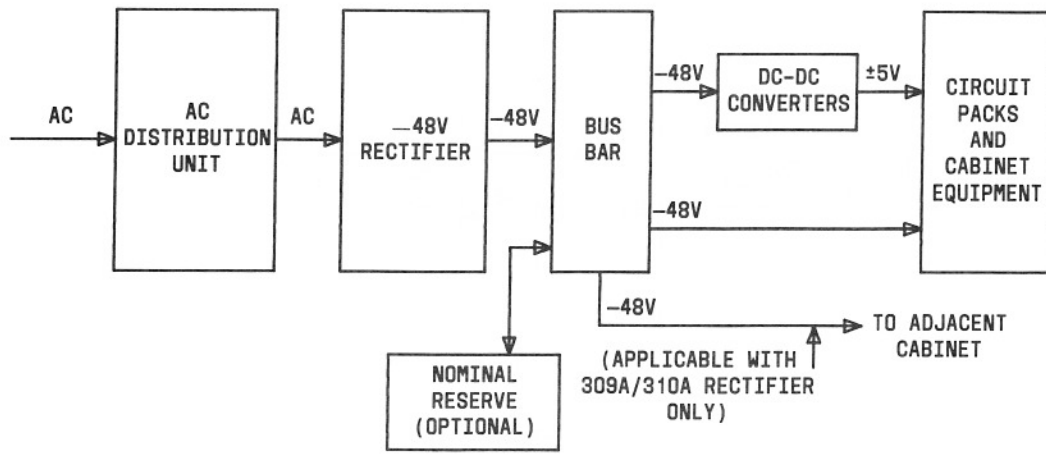 AC
AC
DISTRIBUTION
UNIT
AC
—48V
RECTIFIER
—48V
BUS
BAR
—48V
DC-DC
CONVERTERS
±5V
CIRCUIT
PACKS
AND
CABINET
EQUIPMENT
—48V
—48V
TO ADJACENT
CABINET
(APPLICABLE WITH
309A/310A RECTIFIER
ONLY)
NOMINAL
RESERVE
(OPTIONAL)